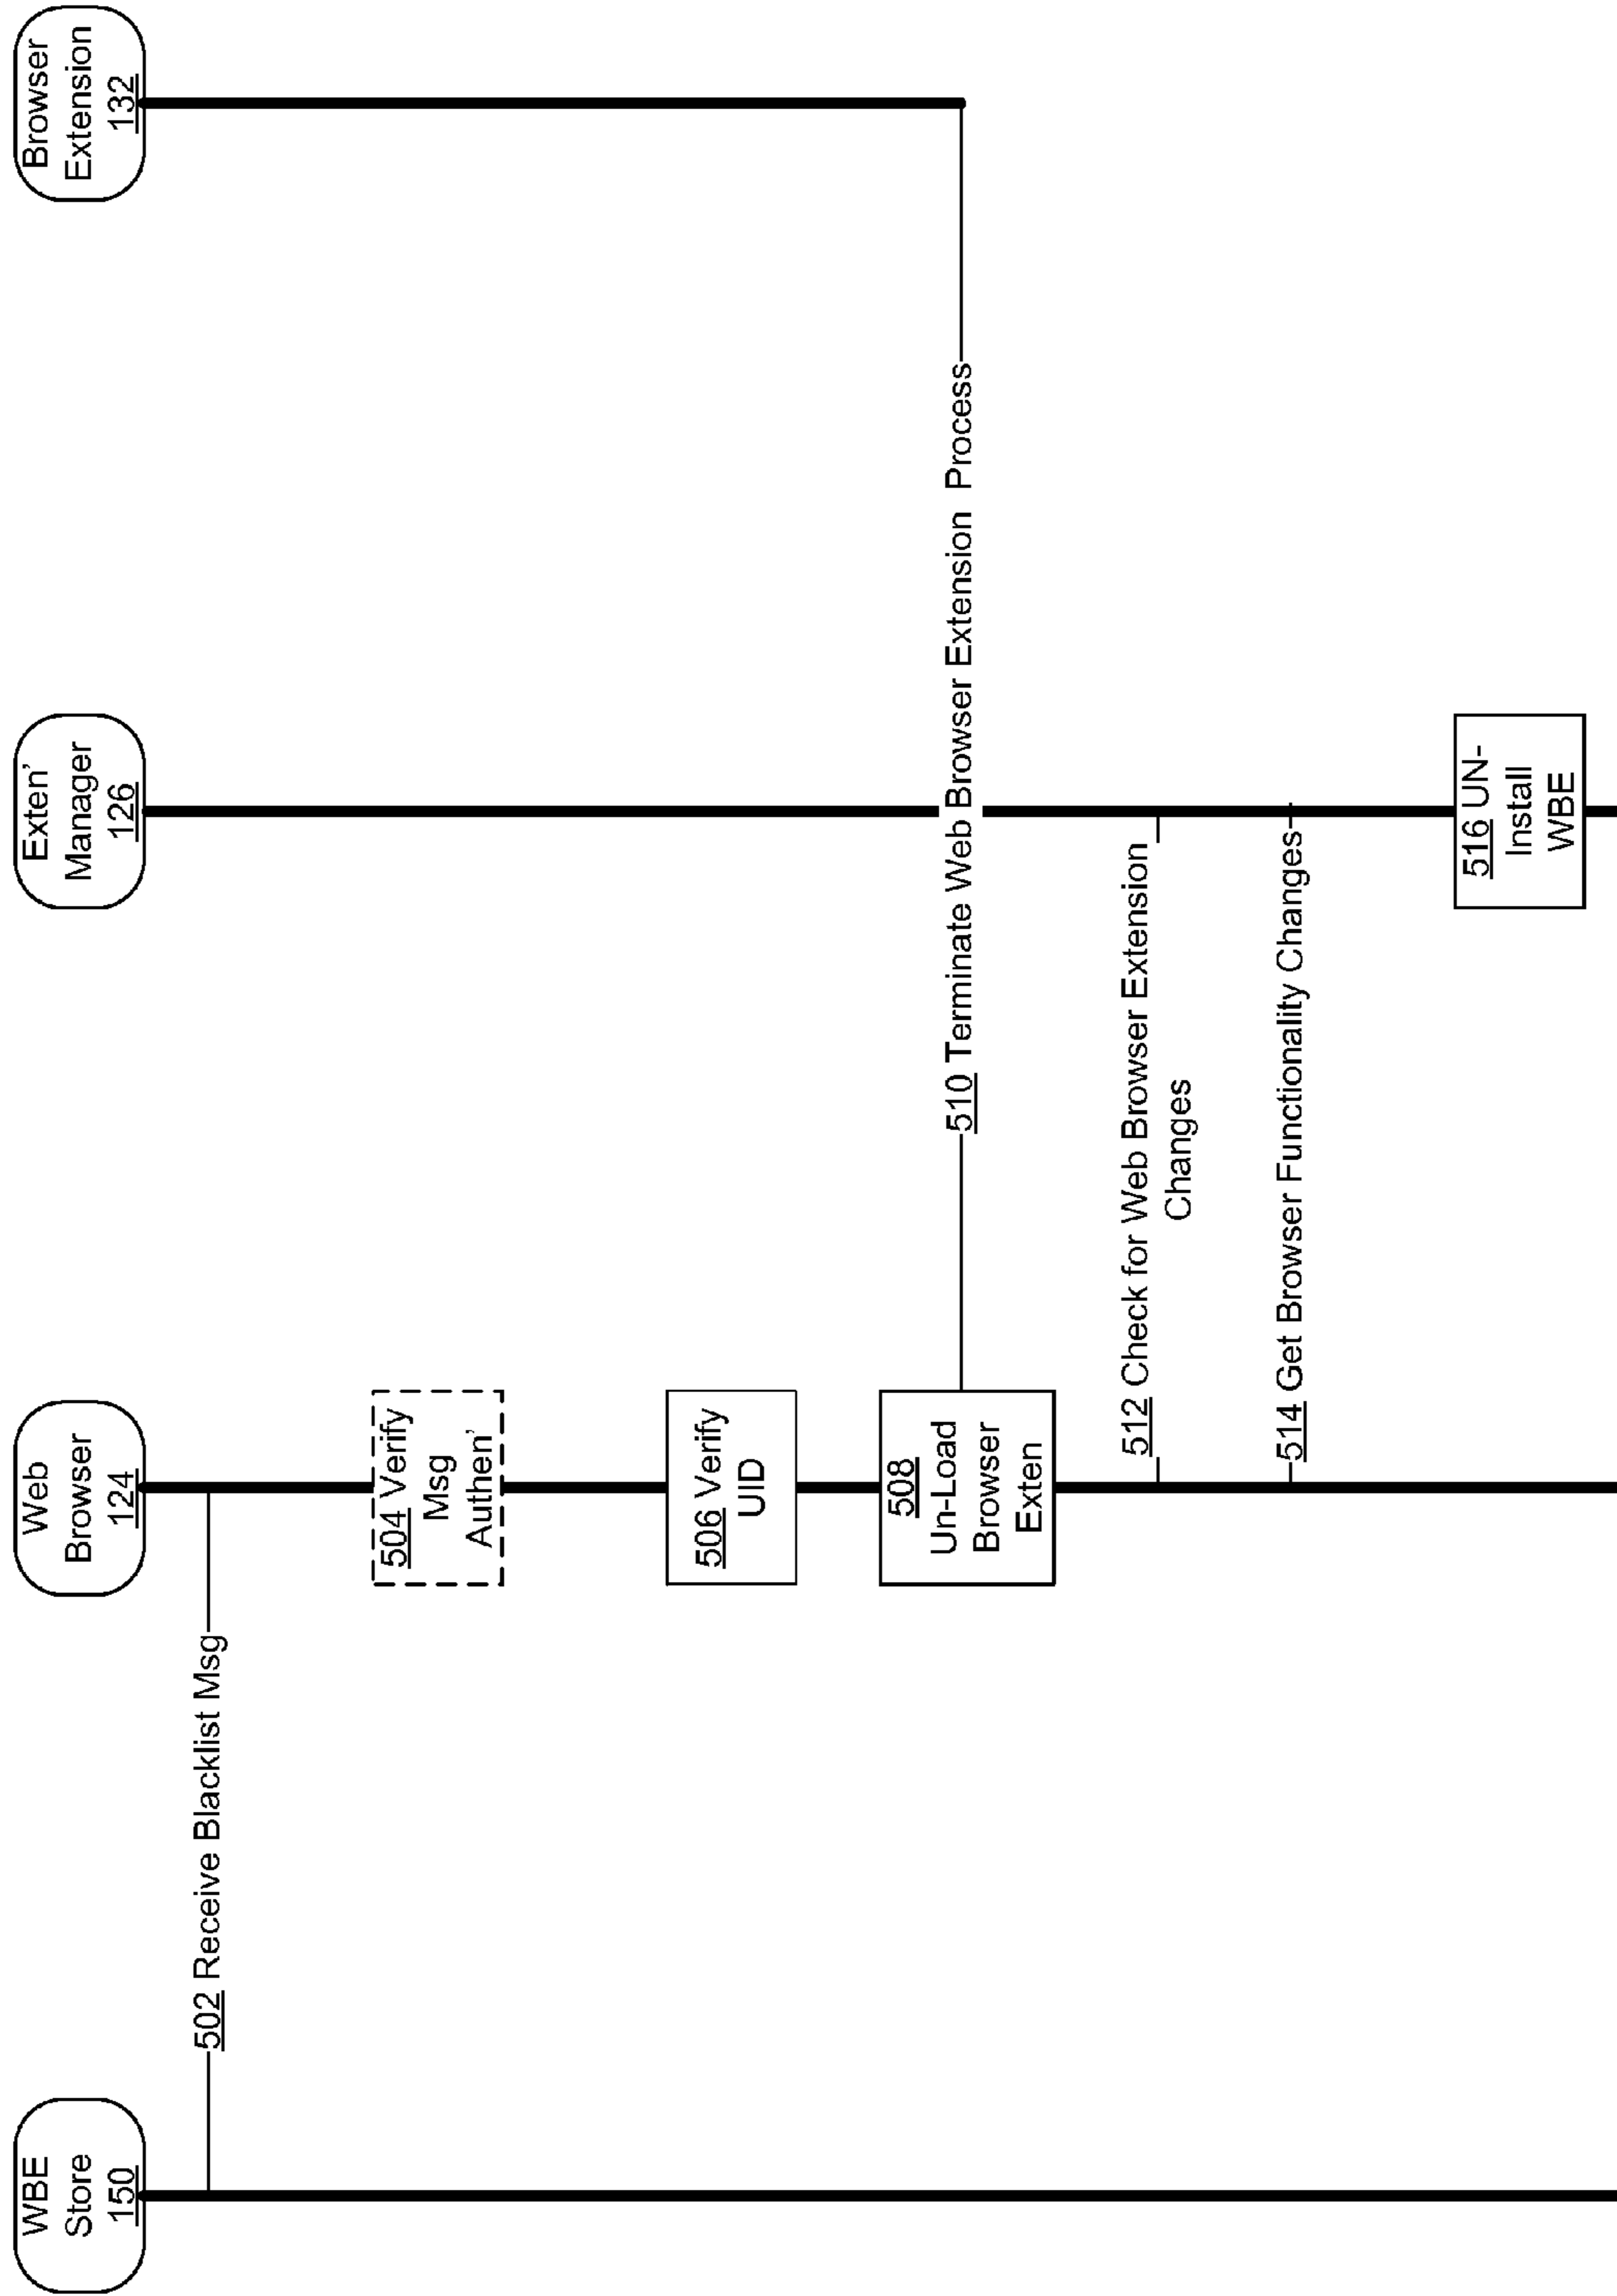 WBE
Store
150
Web
Browser
124
Exten'
Manager
126
Browser
Extension
132
502 Receive Blacklist Msg
504 Verify
Msg
Authen'
506 Verify
UID
508
Un-Load
Browser
Exten
510 Terminate Web Browser Extension Process
512 Check for Web Browser Extension
Changes
514 Get Browser Functionality Changes
516 UN-
Install
WBE